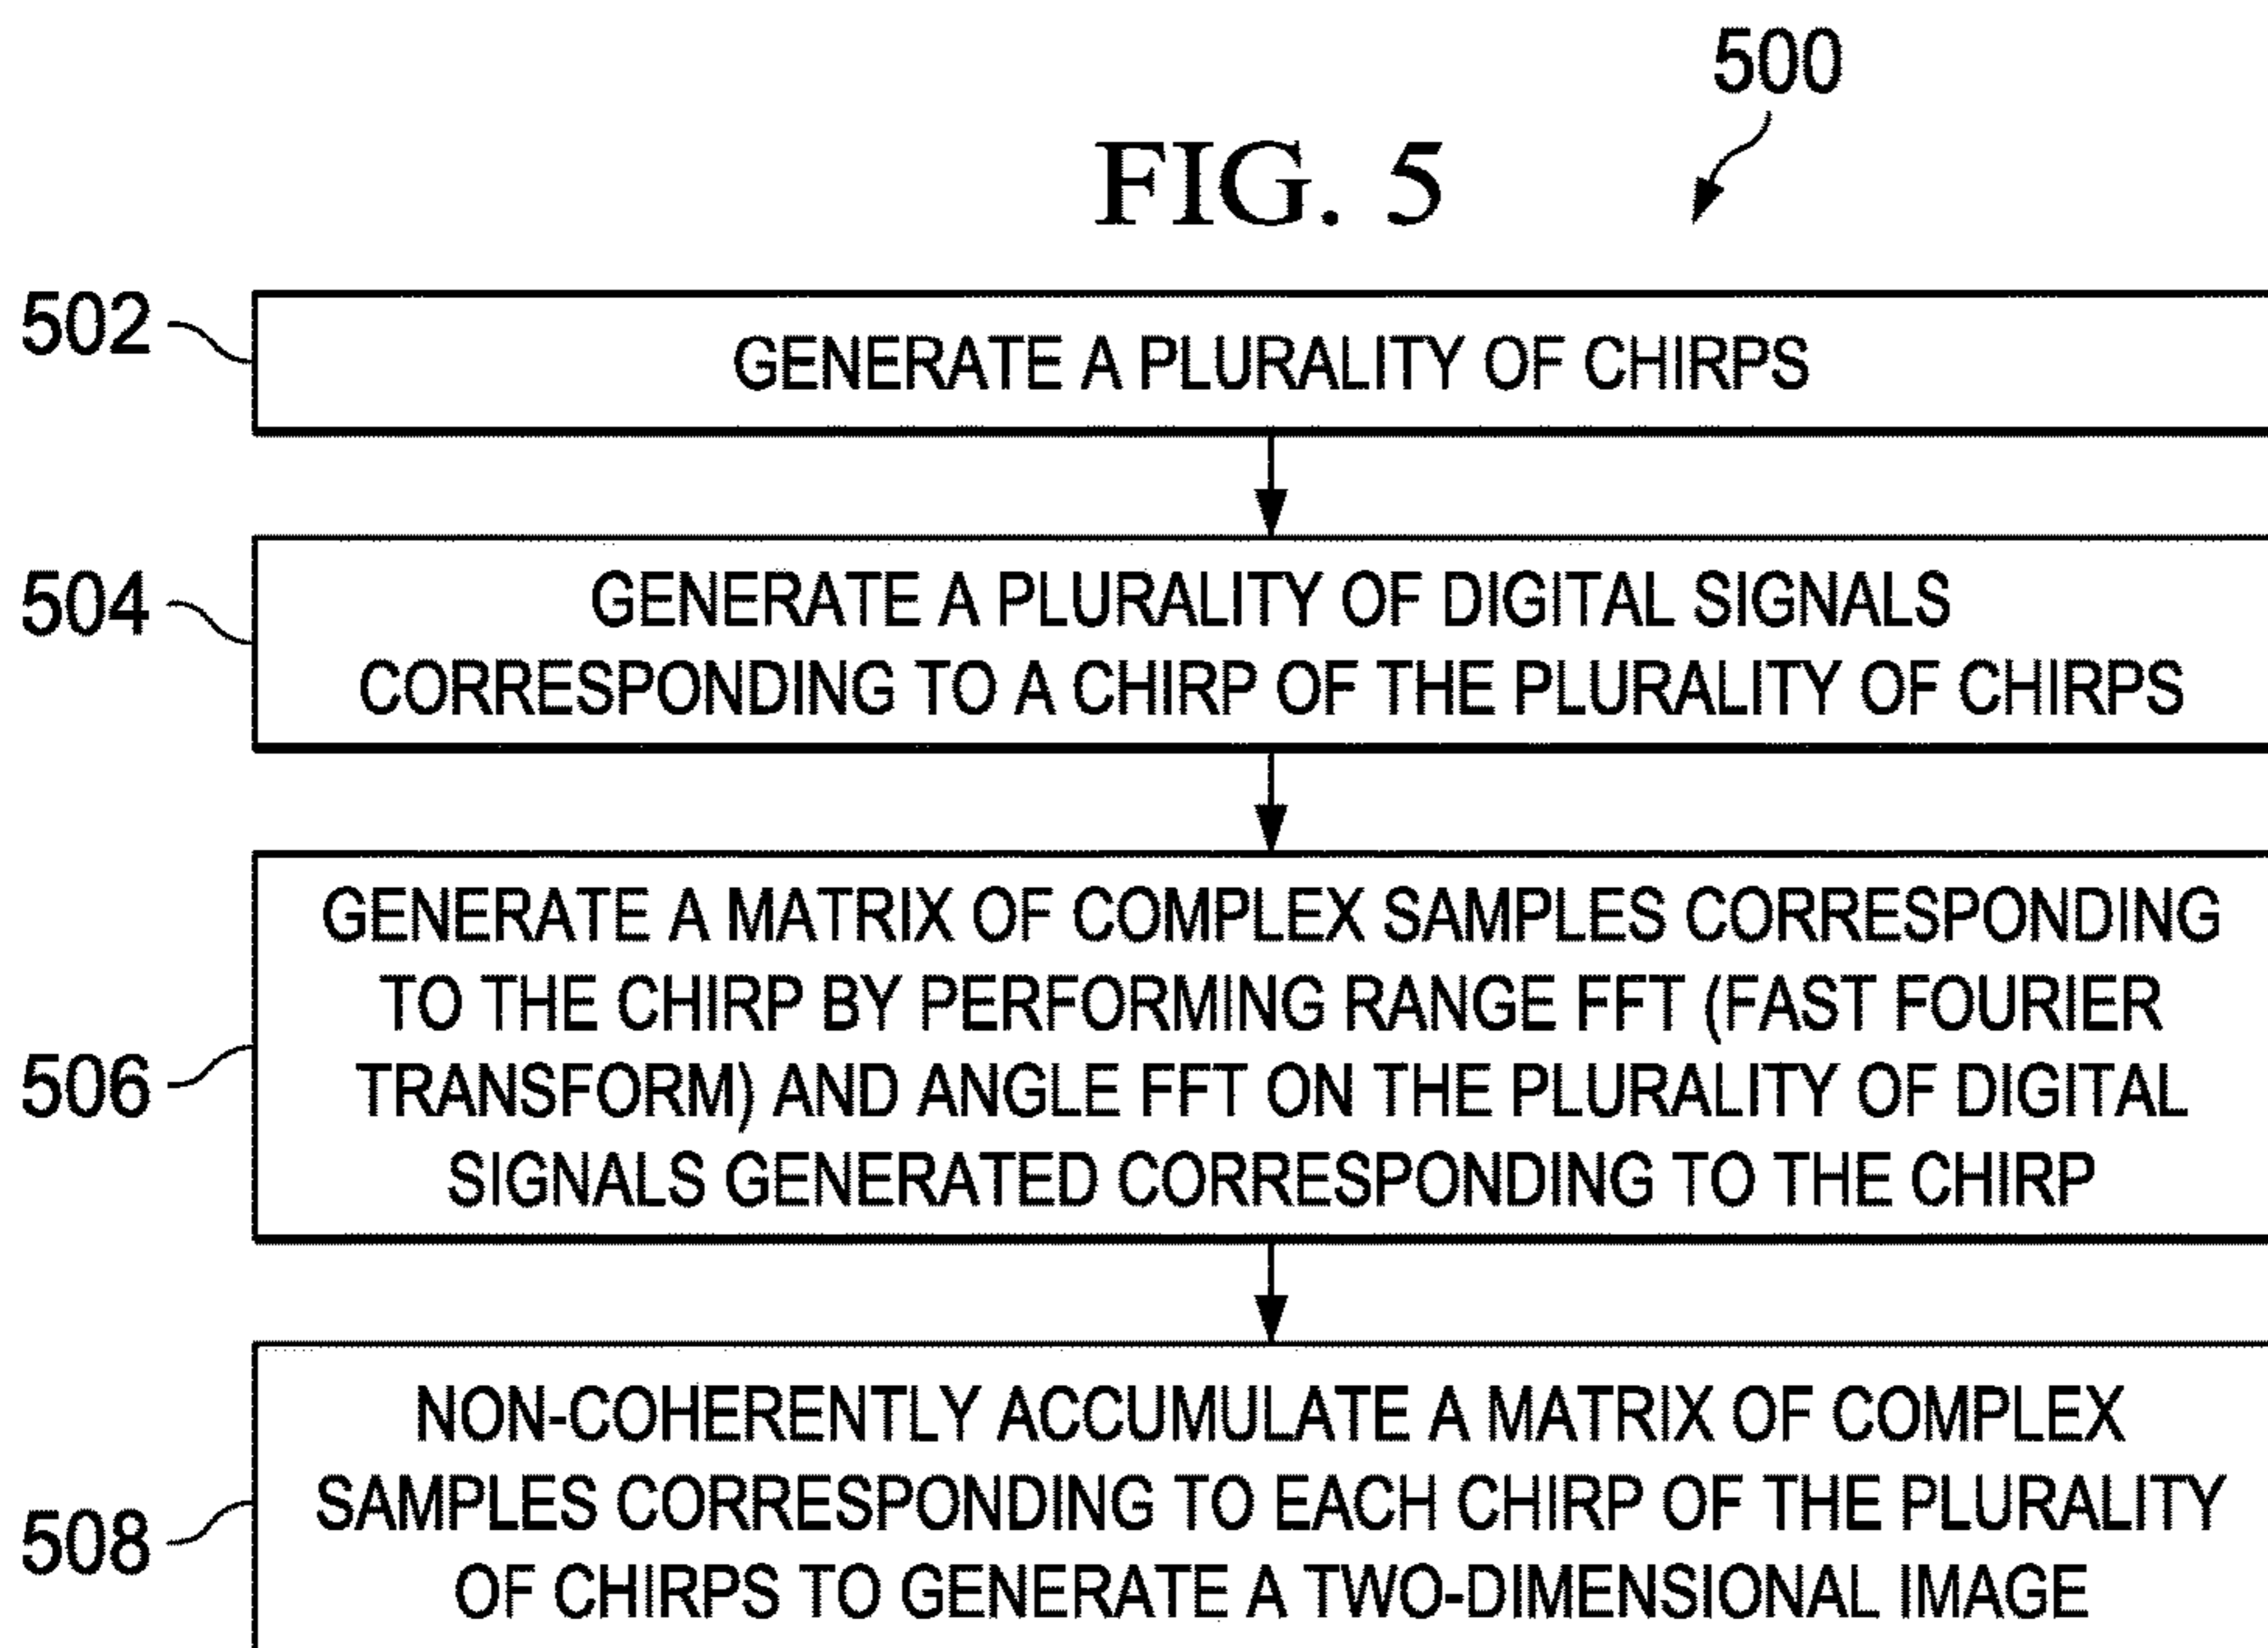 500
FIG. 5
502
GENERATE A PLURALITY OF CHIRPS
504
GENERATE A PLURALITY OF DIGITAL SIGNALS
CORRESPONDING TO A CHIRP OF THE PLURALITY OF CHIRPS
506
GENERATE A MATRIX OF COMPLEX SAMPLES CORRESPONDING
TO THE CHIRP BY PERFORMING RANGE FFT (FAST FOURIER
TRANSFORM) AND ANGLE FFT ON THE PLURALITY OF DIGITAL
SIGNALS GENERATED CORRESPONDING TO THE CHIRP
508
NON-COHERENTLY ACCUMULATE A MATRIX OF COMPLEX
SAMPLES CORRESPONDING TO EACH CHIRP OF THE PLURALITY
OF CHIRPS TO GENERATE A TWO-DIMENSIONAL IMAGE